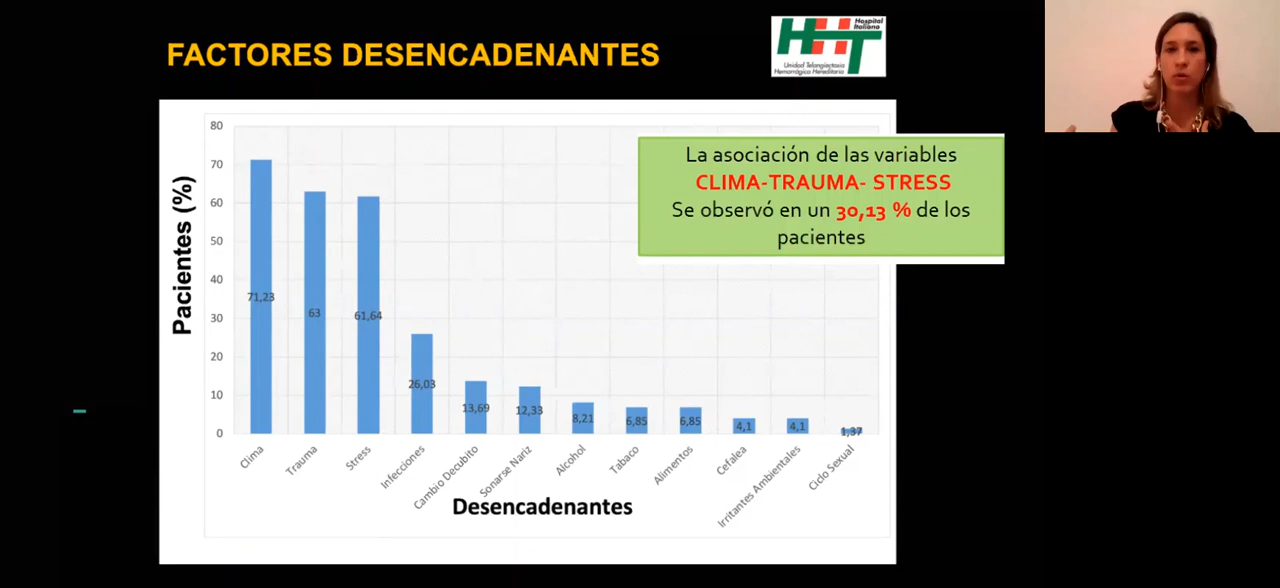 FACTORES DESENCADENANTES
HHT
Hospital
Italiano
Unidad Telangiectasia
Hemorrágica Hereditaria
La asociación de las variables
CLIMA-TRAUMA- STRESS
Se observó en un 30,13 % de los
pacientes
Pacientes (%)
80
70
60
50
40
30
20
10
0
71,23
63
61,64
26,03
13,69
12,33
8,21
6,85
6,85
4,1
4,1
1,37
Clima
Trauma
Stress
Infecciones
Cambio Decubito
Sonarse Nariz
Alcohol
Tabaco
Alimentos
Cefalea
Irritantes Ambientales
Ciclo Sexual
Desencadenantes